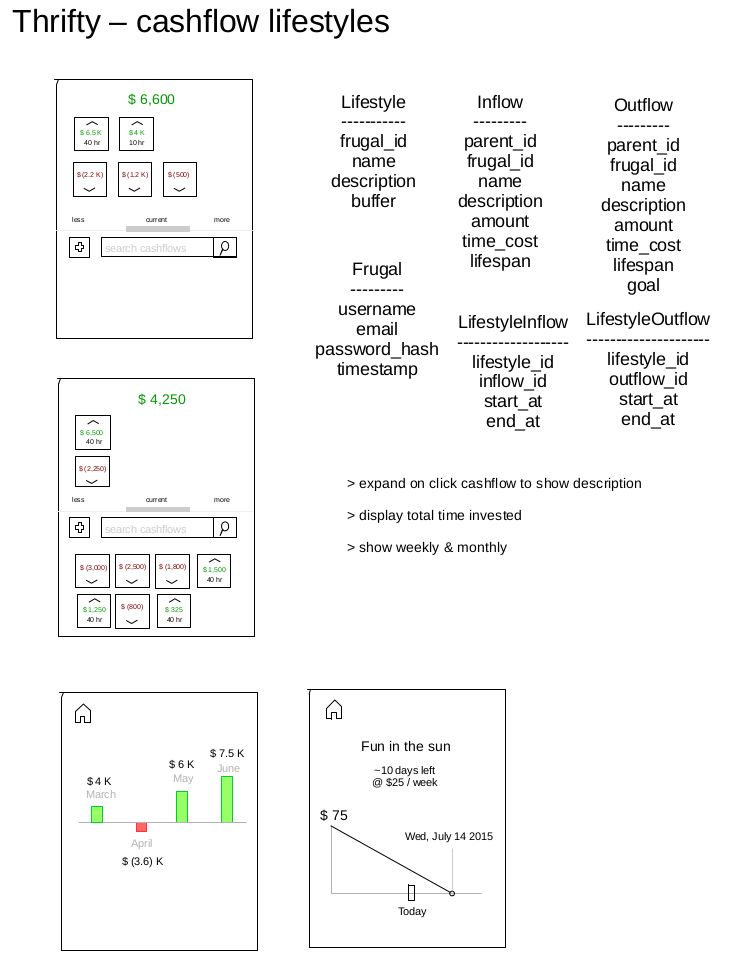 Thrifty – cashflow lifestyles
$ 6,600
$ 6.5 K
40 hr
$ 4 K
10 hr
$ (2.2 K)
$ (1.2 K)
$ (500)
less
current
more
search cashflows
Lifestyle
-----------
frugal_id
name
description
buffer
Inflow
---------
parent_id
frugal_id
name
description
amount
time_cost
lifespan
Outflow
---------
parent_id
frugal_id
name
description
amount
time_cost
lifespan
goal
Frugal
---------
username
email
password_hash
timestamp
LifestyleInflow
-------------------
lifestyle_id
inflow_id
start_at
end_at
LifestyleOutflow
---------------------
lifestyle_id
outflow_id
start_at
end_at
$ 4,250
$ 6,500
40 hr
$ (2,250)
less
current
more
search cashflows
$ (3,000)
$ (2,500)
$ (1,800)
$ 1,500
40 hr
$ 1,250
40 hr
$ (800)
$ 325
40 hr
> expand on click cashflow to show description
> display total time invested
> show weekly & monthly
$ 4 K
March
April
$ (3.6) K
$ 6 K
May
$ 7.5 K
June
Fun in the sun
~10 days left
@ $25 / week
$ 75
Wed, July 14 2015
Today